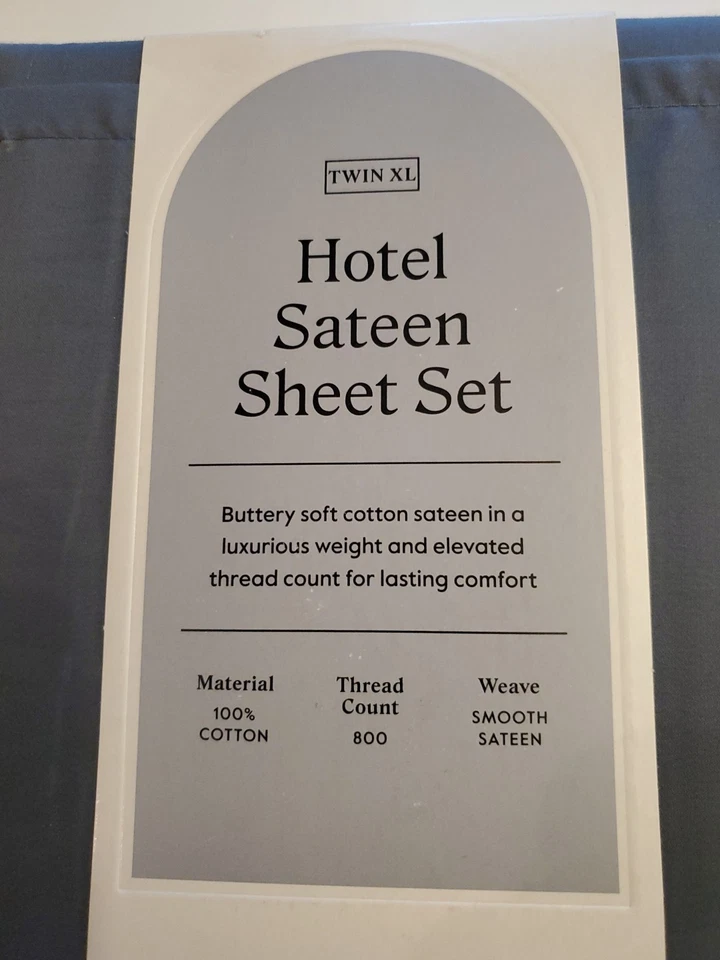 TWIN XL
Hotel
Sateen
Sheet Set
Buttery soft cotton sateen in a
luxurious weight and elevated
thread count for lasting comfort
Material
100%
COTTON
Thread
Count
800
Weave
SMOOTH
SATEEN